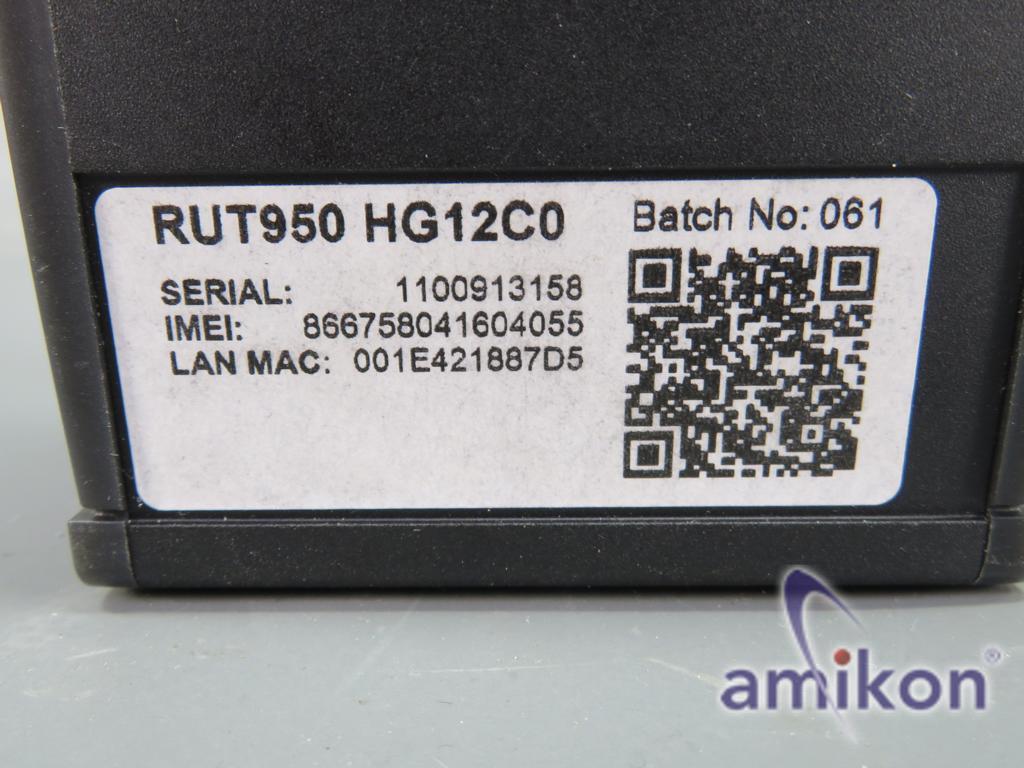 RUT950 HG12C0
Batch No: 061
SERIAL: 1100913158
IMEI: 866758041604055
LAN MAC: 001E421887D5
amikon®